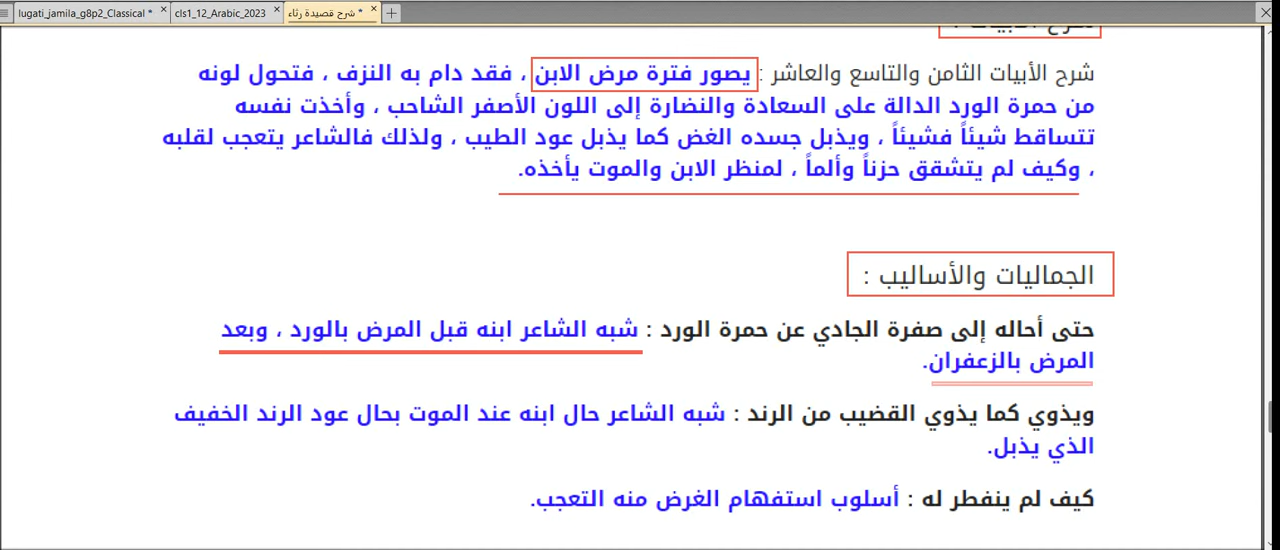 lugati_jamila_g8p2_Classical *
cls1_12_Arabic_2023
شرح قصيدة رثاء *
شرح الأبيات :
شرح الأبيات الثامن والتاسع والعاشر : يصور فترة مرض الابن ، فقد دام به النزف ، فتحول لونه
من حمرة الورد الدالة على السعادة والنضارة إلى اللون الأصفر الشاحب ، وأخذت نفسه
تتساقط شيئاً فشيئاً ، ويذبل جسده الغض كما يذبل عود الطيب ، ولذلك فالشاعر يتعجب لقلبه
، وكيف لم يتشقق حزناً وألماً ، لمنظر الابن والموت يأخذه.
الجماليات والأساليب :
حتى أحاله إلى صفرة الجادي عن حمرة الورد : شبه الشاعر ابنه قبل المرض بالورد ، وبعد
المرض بالزعفران.
ويذوي كما يذوي القضيب من الرند : شبه الشاعر حال ابنه عند الموت بحال عود الرند الخفيف
الذي يذبل.
كيف لم ينفطر له : أسلوب استفهام الغرض منه التعجب.